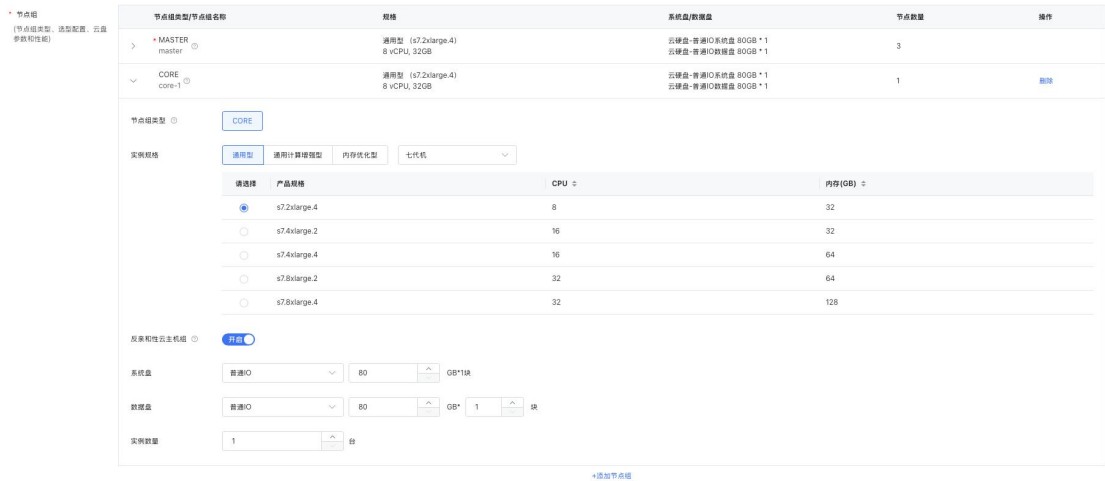 * 节点组
(节点组类型、选型配置、云盘
参数和性能)
节点组类型/节点组名称 规格 系统盘/数据盘 节点数量 操作
* MASTER
master
通用型 (s7.2xlarge.4)
8 vCPU, 32GB
云硬盘-普通IO系统盘 80GB * 1
云硬盘-普通IO数据盘 80GB * 1
3
CORE
core-1
通用型 (s7.2xlarge.4)
8 vCPU, 32GB
云硬盘-普通IO系统盘 80GB * 1
云硬盘-普通IO数据盘 80GB * 1
1
删除
节点组类型 CORE
实例规格 通用型 通用计算增强型 内存优化型 七代机
请选择 产品规格 CPU 内存(GB)
s7.2xlarge.4 8 32
s7.4xlarge.2 16 32
s7.4xlarge.4 16 64
s7.8xlarge.2 32 64
s7.8xlarge.4 32 128
反亲和性云主机组 开启
系统盘 普通IO 80 GB*1块
数据盘 普通IO 80 GB* 1 块
实例数量 1 台
+添加节点组